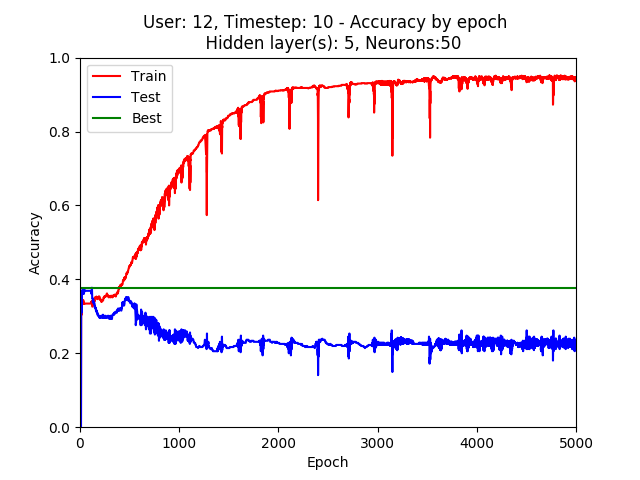 User: 12, Timestep: 10 - Accuracy by epoch
Hidden layer(s): 5, Neurons:50
1.0
Train
Test
Best
0.8
0.6
0.4
0.2
0.0
Accuracy
0 1000 2000 3000 4000 5000
Epoch